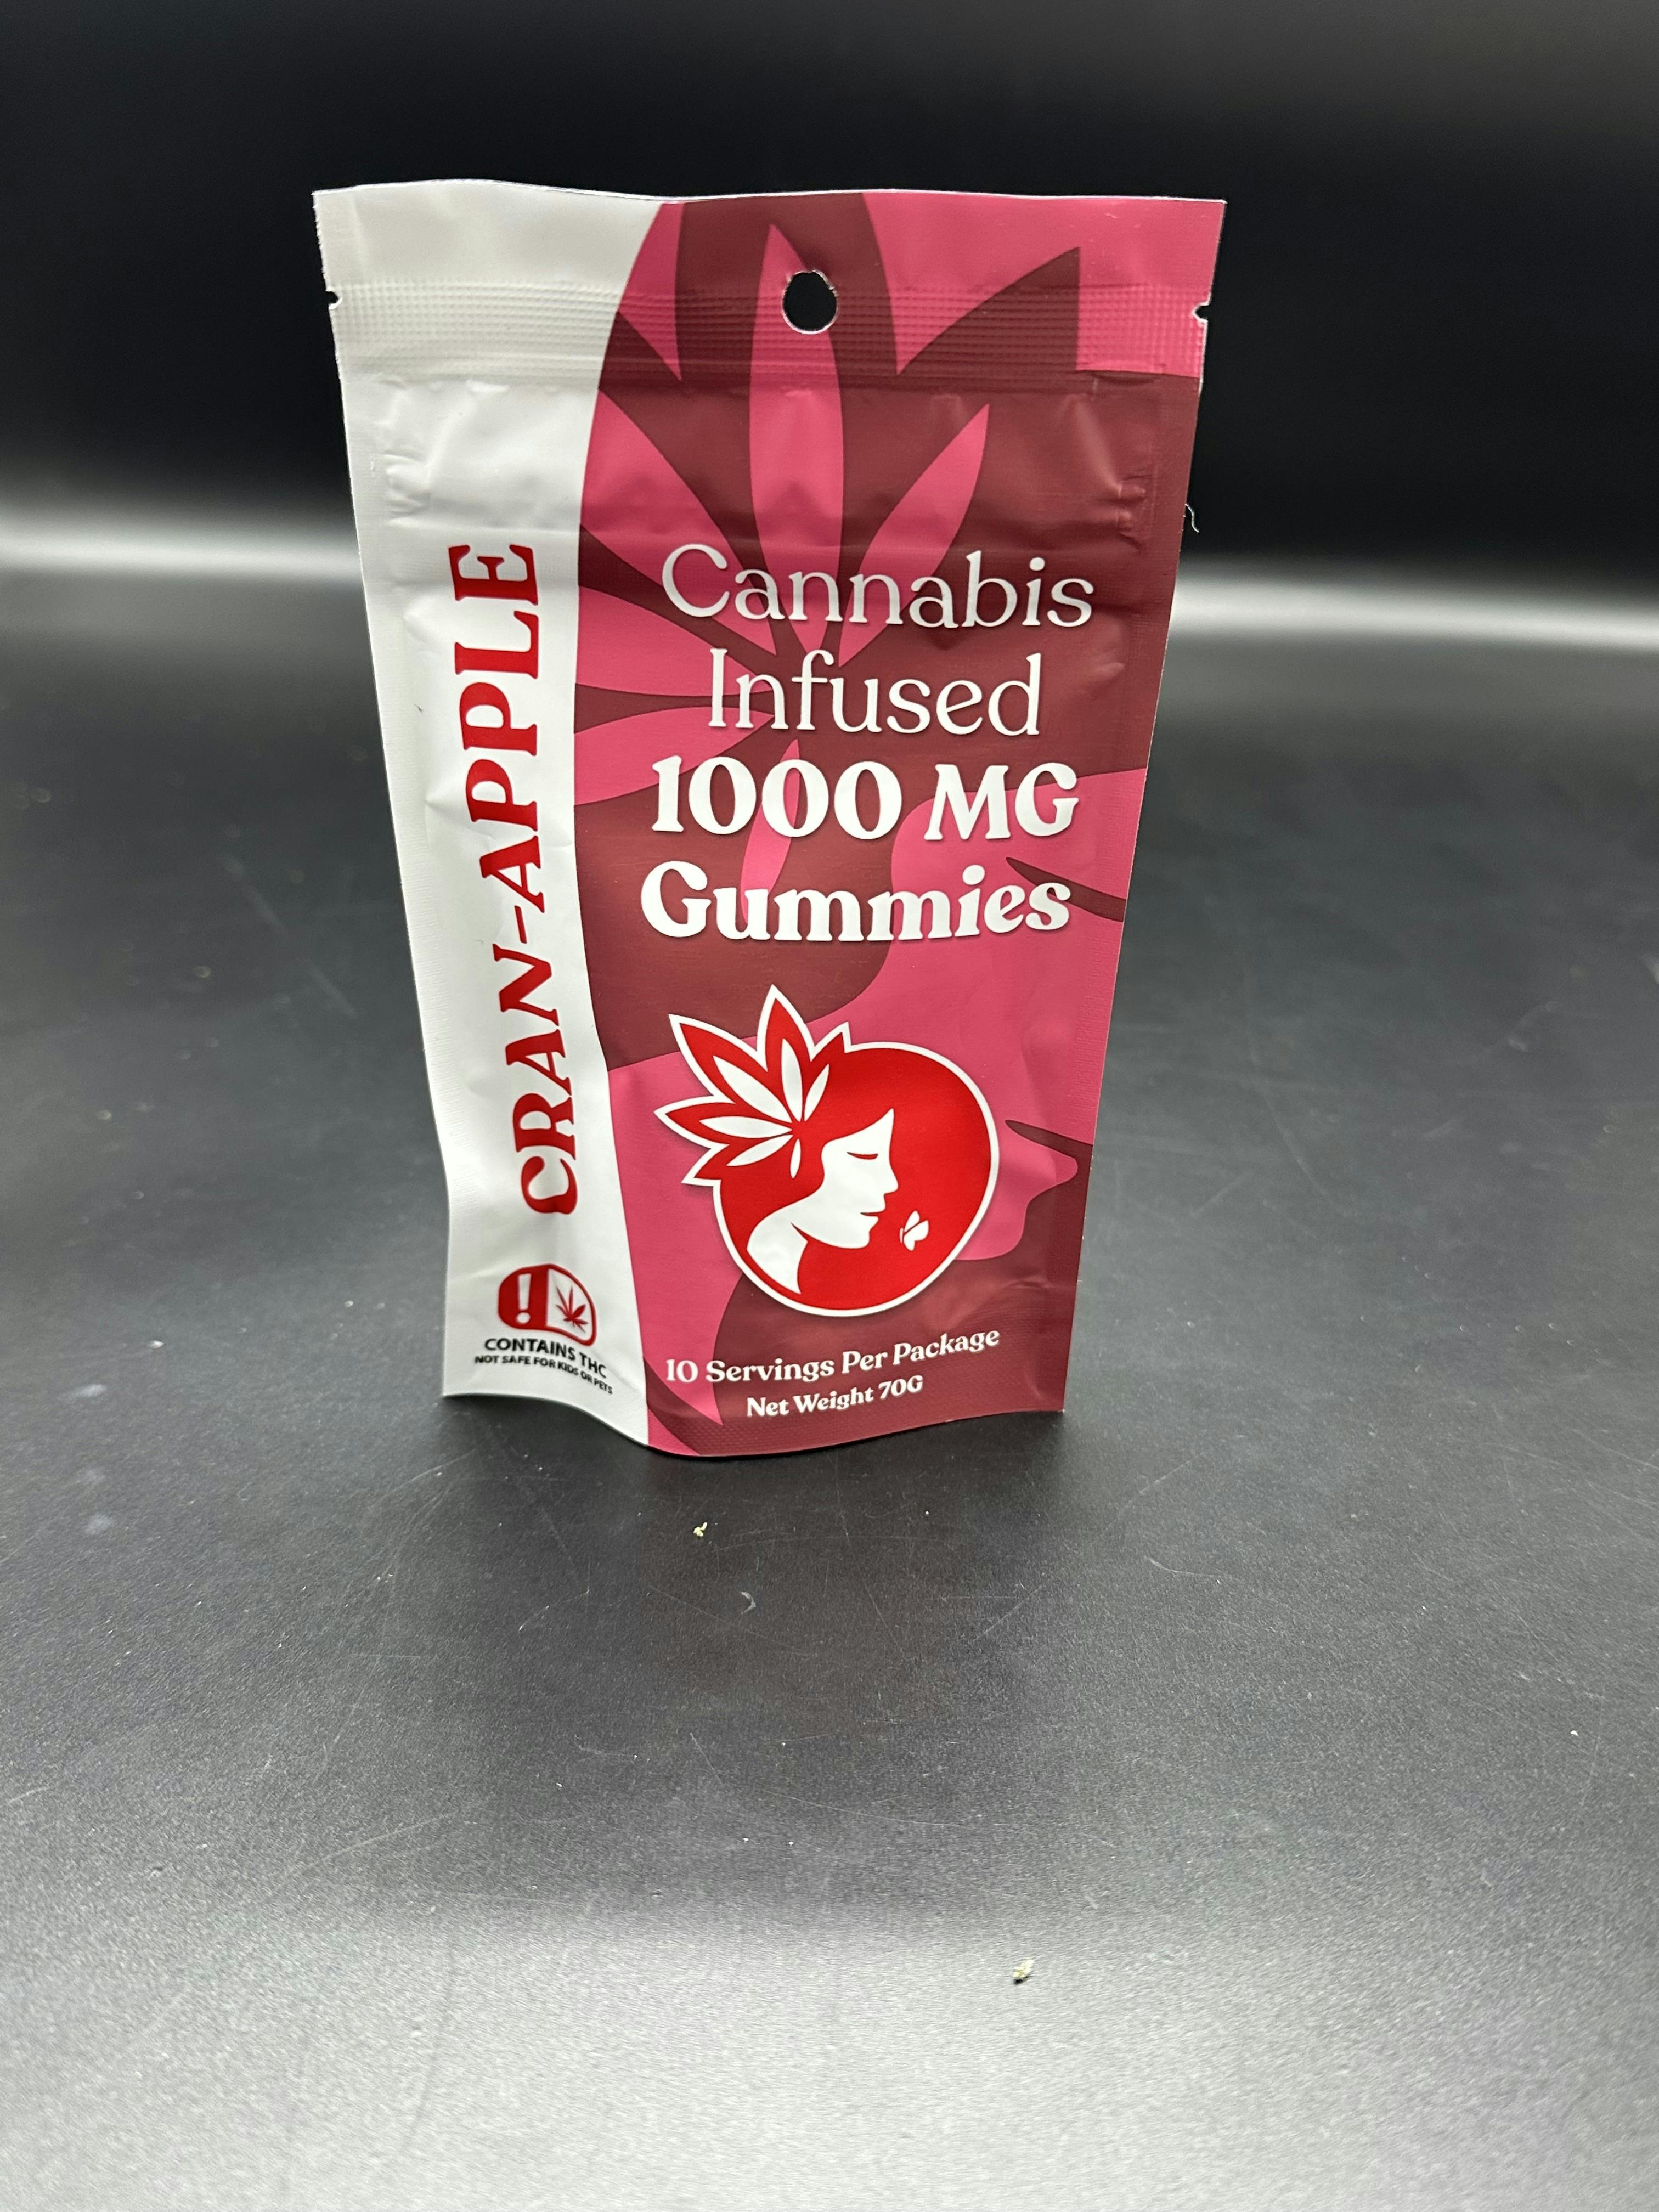 CRAN-APPLE
CONTAINS THC
NOT SAFE FOR KIDS OR PETS
Cannabis
Infused
1000 MG
Gummies
10 Servings Per Package
Net Weight 70G